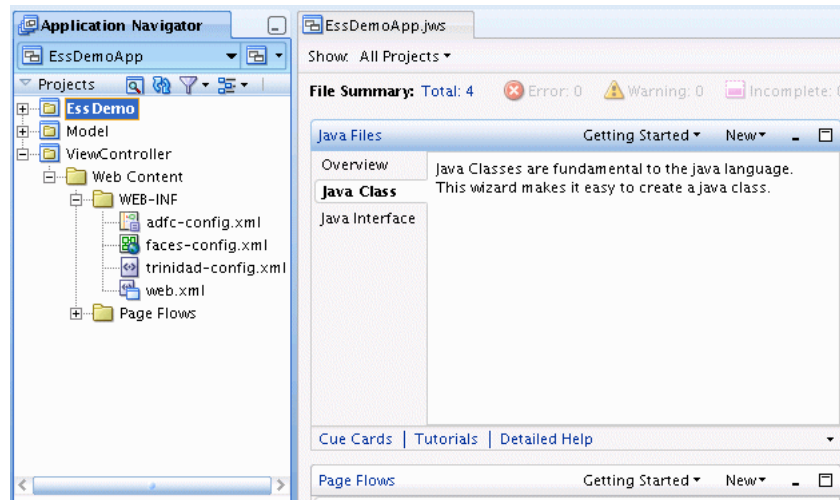 Application Navigator
EssDemoApp
Projects
EssDemo
Model
ViewController
Web Content
WEB-INF
adfc-config.xml
faces-config.xml
trinidad-config.xml
web.xml
Page Flows
EssDemoApp.jws
Show: All Projects
File Summary: Total: 4 Error: 0 Warning: 0 Incomplete: 0
Java Files Getting Started New
Overview
Java Class
Java Interface
Java Classes are fundamental to the java language.
This wizard makes it easy to create a java class.
Cue Cards | Tutorials | Detailed Help
Page Flows Getting Started New